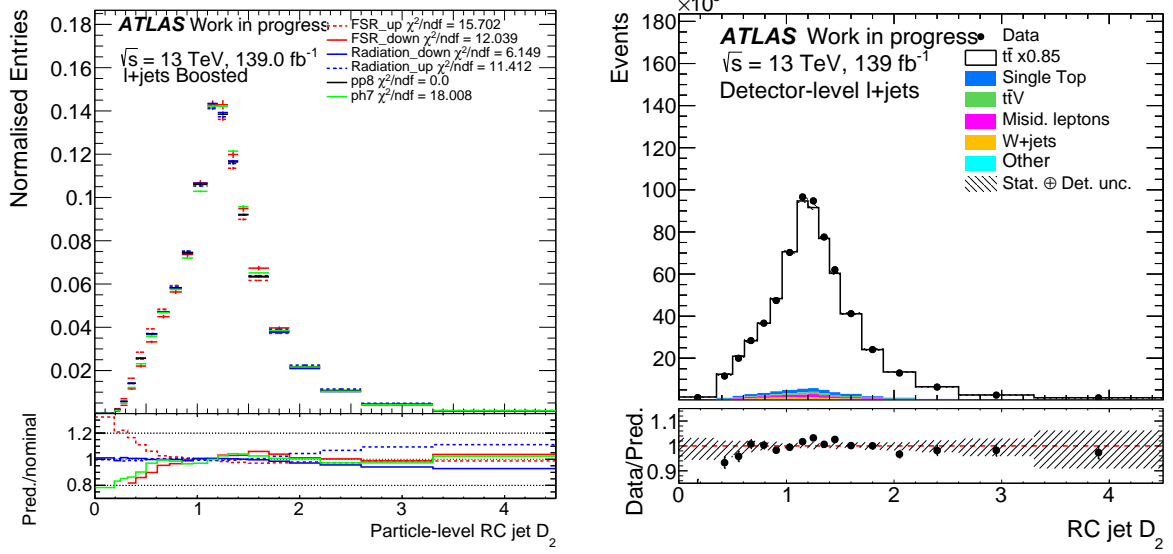 ATLAS Work in progress
√s = 13 TeV, 139.0 fb⁻¹
l+jets Boosted
FSR_up χ²/ndf = 15.702
FSR_down χ²/ndf = 12.039
Radiation_down χ²/ndf = 6.149
Radiation_up χ²/ndf = 11.412
pp8 χ²/ndf = 0.0
ph7 χ²/ndf = 18.008
Normalised Entries
0.18
0.16
0.14
0.12
0.1
0.08
0.06
0.04
0.02
Pred./nominal
1.2
1
0.8
0 1 2 3 4
Particle-level RC jet D₂
ATLAS Work in progress
√s = 13 TeV, 139 fb⁻¹
Detector-level l+jets
Data
tt̄ x0.85
Single Top
tt̄V
Misid. leptons
W+jets
Other
Stat. ⊕ Det. unc.
Events
180
160
140
120
100
80
60
40
20
Data/Pred.
1.1
1
0.9
0 1 2 3 4
RC jet D₂